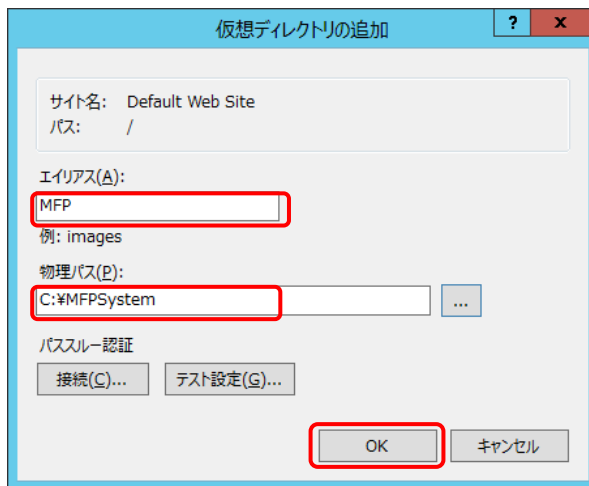 仮想ディレクトリの追加
?
x
サイト名: Default Web Site
パス: /
エイリアス(A):
MFP
例: images
物理パス(P):
C:¥MFPSystem
...
パススルー認証
接続(C)...
テスト設定(G)...
OK
キャンセル